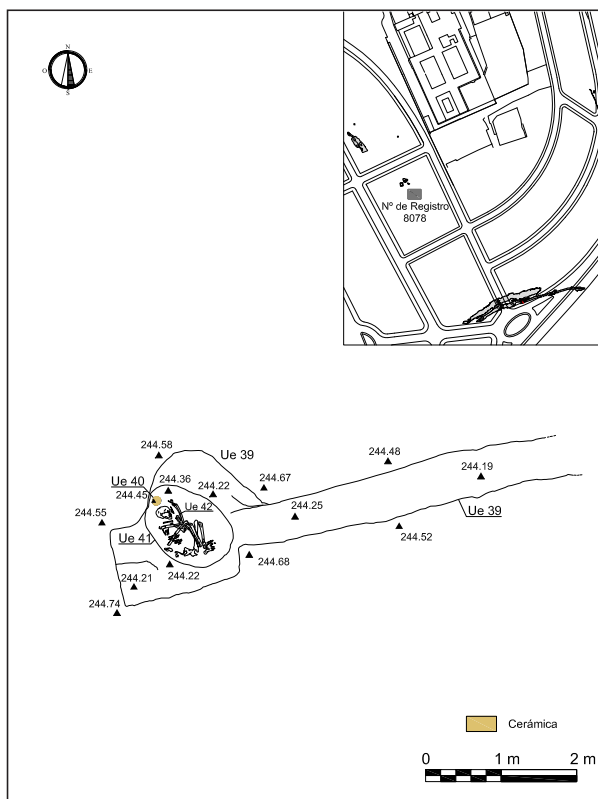 N
O
E
S
Nº de Registro
8078
244.58
Ue 39
244.48
Ue 40
244.36
244.67
244.19
244.45
244.22
Ue 42
244.55
244.25
Ue 39
Ue 41
244.52
244.68
244.22
244.21
244.74
Cerámica
0 1 m 2 m